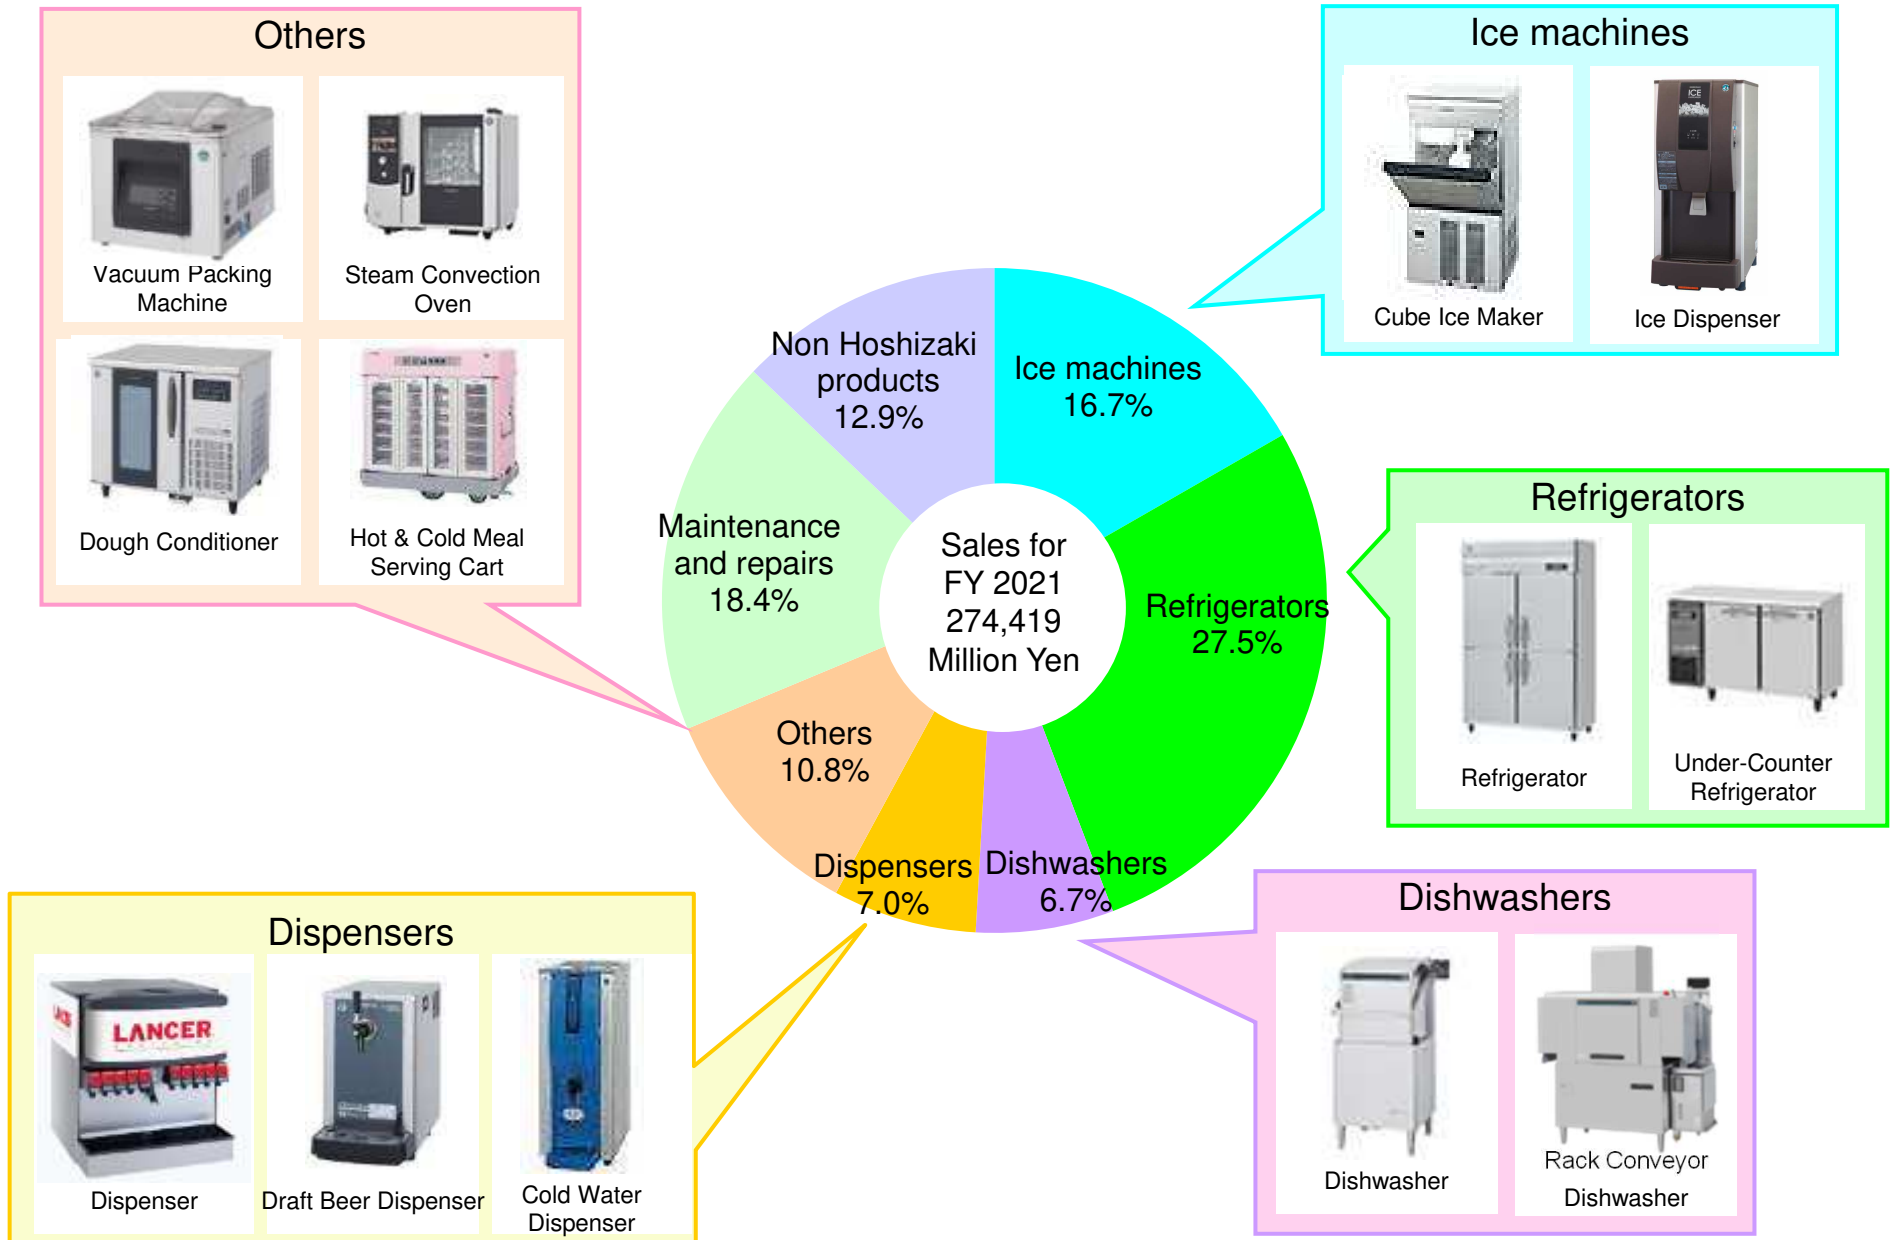 Others
Vacuum Packing
Machine
Steam Convection
Oven
Dough Conditioner
Hot & Cold Meal
Serving Cart
Ice machines
ICE
Cube Ice Maker
Ice Dispenser
Non Hoshizaki
products
12.9%
Ice machines
16.7%
Maintenance
and repairs
18.4%
Sales for
FY 2021
274,419
Million Yen
Refrigerators
27.5%
Others
10.8%
Dispensers
7.0%
Dishwashers
6.7%
Refrigerators
Refrigerator
Under-Counter
Refrigerator
Dispensers
LANCER
Dispenser
Draft Beer Dispenser
Cold Water
Dispenser
Dishwashers
Dishwasher
Rack Conveyor
Dishwasher